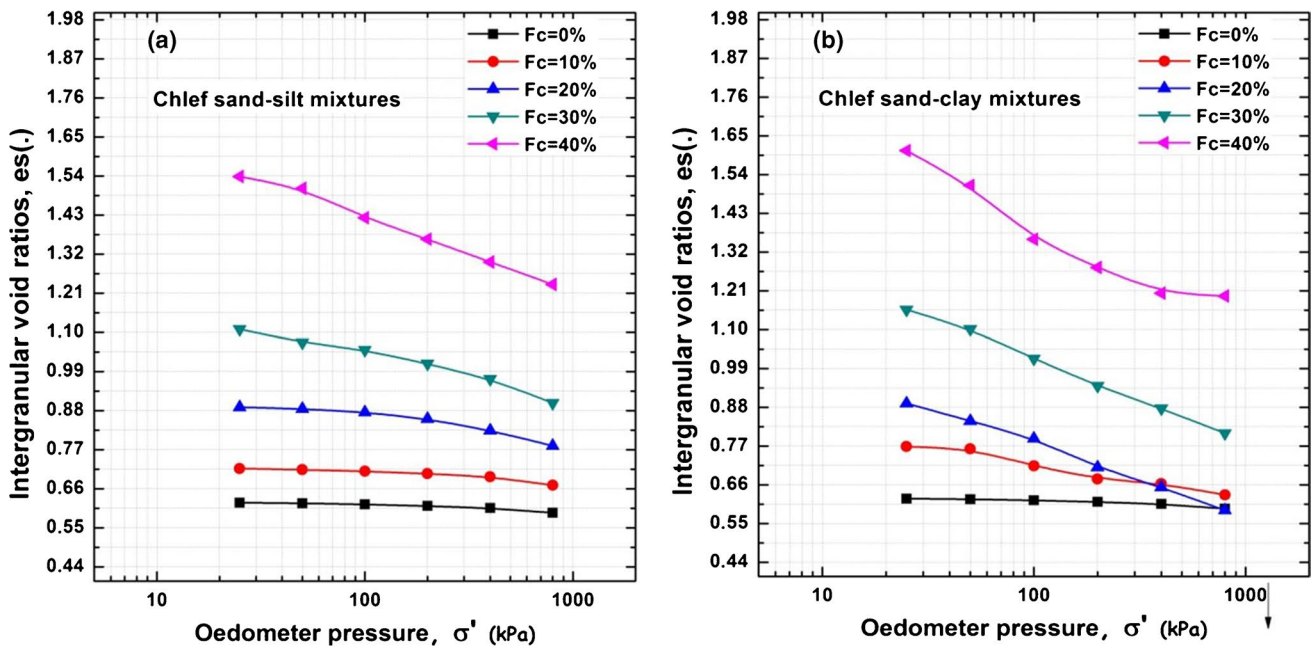 (a)
Chlef sand-silt mixtures
Fc=0%
Fc=10%
Fc=20%
Fc=30%
Fc=40%
1.98
1.87
1.76
1.65
1.54
1.43
1.32
1.21
1.10
0.99
0.88
0.77
0.66
0.55
0.44
Intergranular void ratios, es(.)
10
100
1000
Oedometer pressure, σ' (kPa)
(b)
Chlef sand-clay mixtures
Fc=0%
Fc=10%
Fc=20%
Fc=30%
Fc=40%
1.98
1.87
1.76
1.65
1.54
1.43
1.32
1.21
1.10
0.99
0.88
0.77
0.66
0.55
0.44
Intergranular void ratios, es(.)
10
100
1000
Oedometer pressure, σ' (kPa)